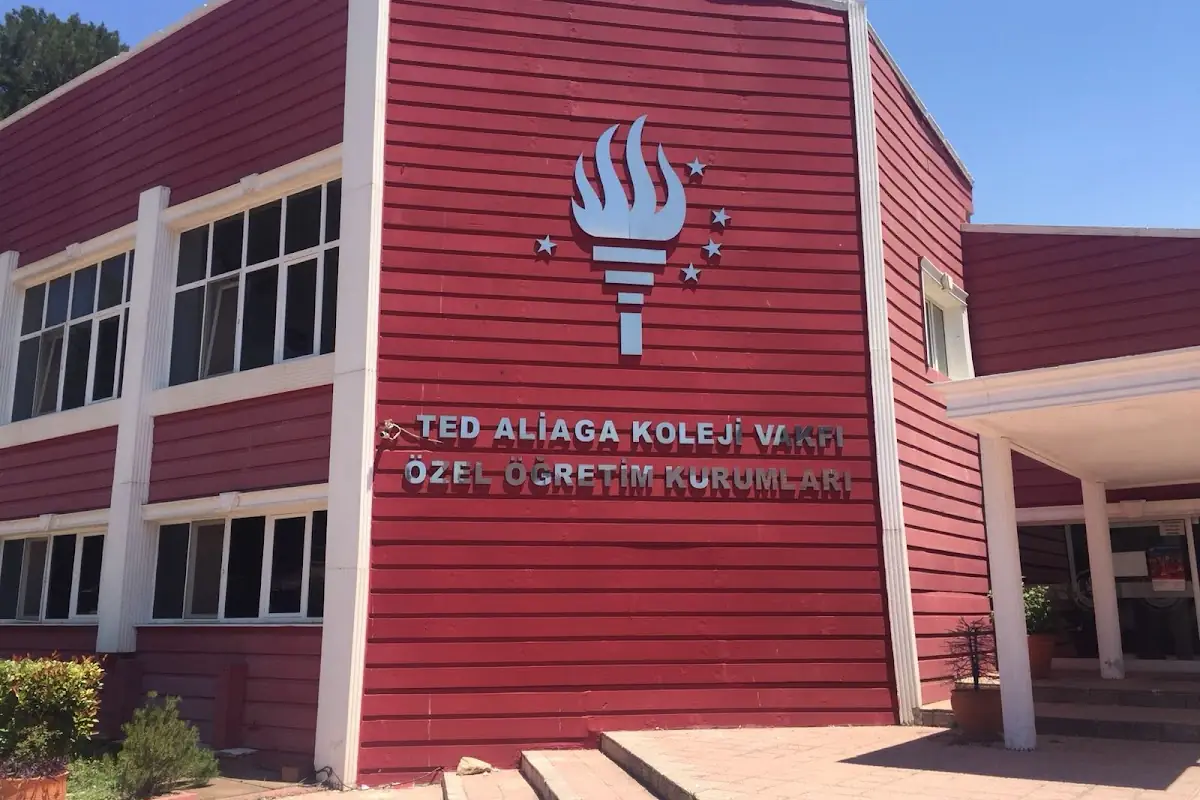 TED ALİAGA KOLEJİ VAKFI
ÖZEL ÖĞRETİM KURUMLARI